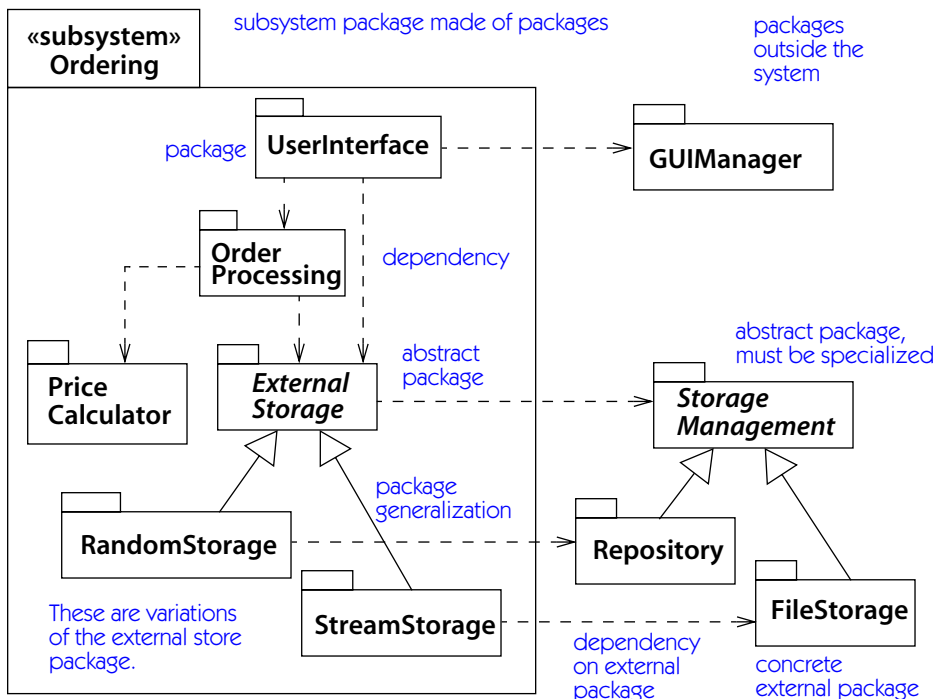 «subsystem»
Ordering
subsystem package made of packages
packages
outside the
system
package
UserInterface
GUIManager
Order
Processing
dependency
Price
Calculator
External
Storage
abstract
package
abstract package,
must be specialized
Storage
Management
package
generalization
RandomStorage
Repository
These are variations
of the external store
package.
StreamStorage
FileStorage
dependency
on external
package
concrete
external package